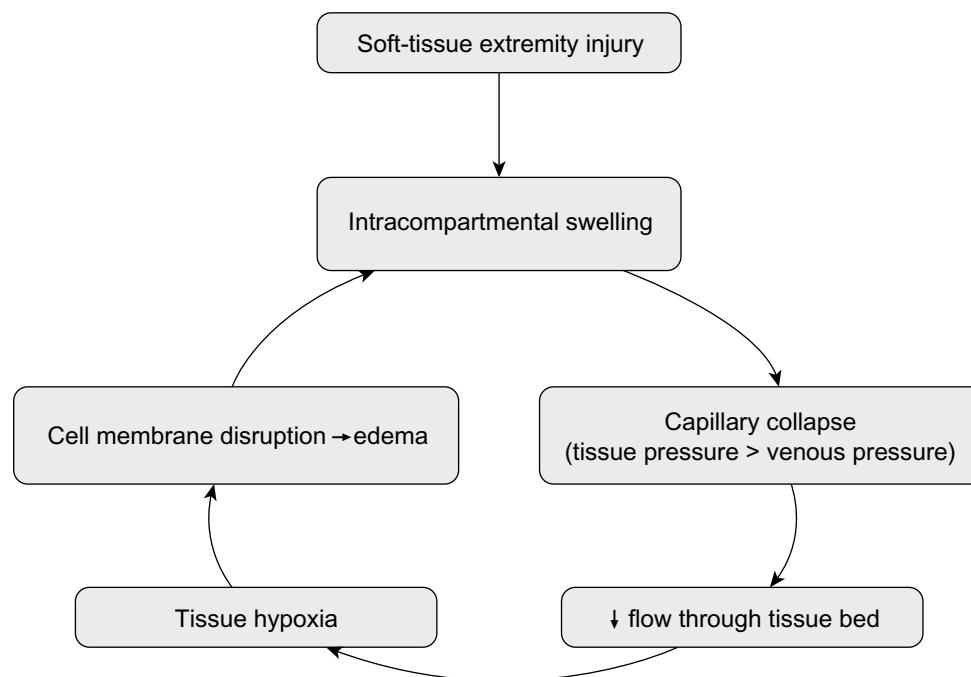 Soft-tissue extremity injury
Intracompartmental swelling
Capillary collapse
(tissue pressure > venous pressure)
↓ flow through tissue bed
Tissue hypoxia
Cell membrane disruption → edema